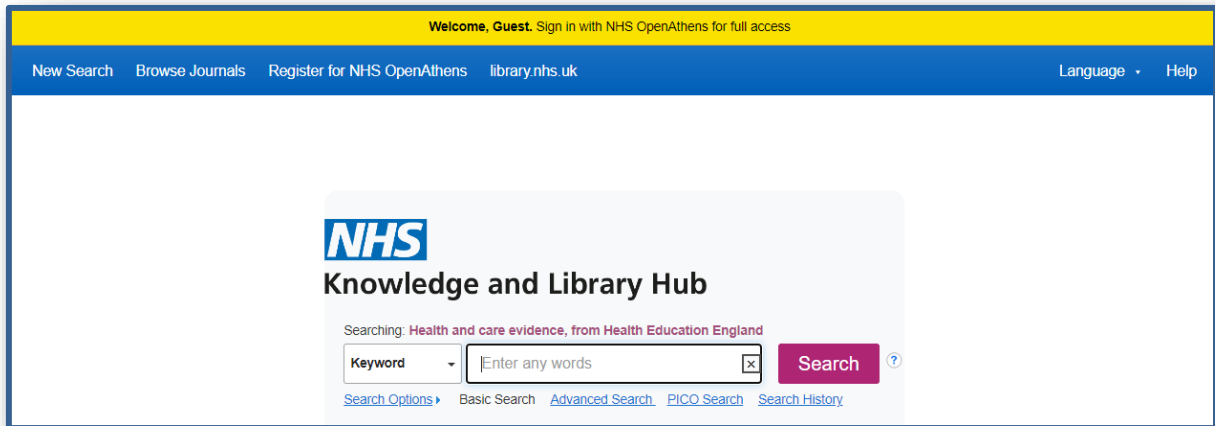 Welcome, Guest. Sign in with NHS OpenAthens for full access
New Search Browse Journals Register for NHS OpenAthens library.nhs.uk Language Help
NHS
Knowledge and Library Hub
Searching: Health and care evidence, from Health Education England
Keyword Enter any words Search ?
Search Options Basic Search Advanced Search PICO Search Search History